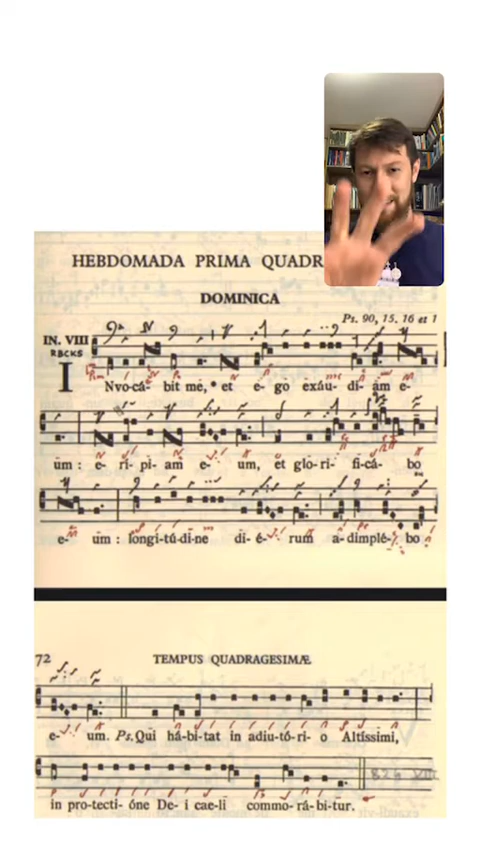 HEBDOMADA PRIMA QUADR
DOMINICA
Ps. 90, 15. 16 et 1
IN. VIII
RBCKS
INvo-cá-bit me, * et e-go exáu-di-am e-
um : e-rí-pi-am e-um, et glo-ri-fi-cá-bo
e-um : longi-tú-di-ne di-é-rum a-dimplé-bo
72 TEMPUS QUADRAGESIMÆ
e-um. Ps. Qui há-bi-tat in adiu-tó-ri-o Altíssimi,
in pro-tecti-óne De-i cae-li commo-rá-bi-tur.